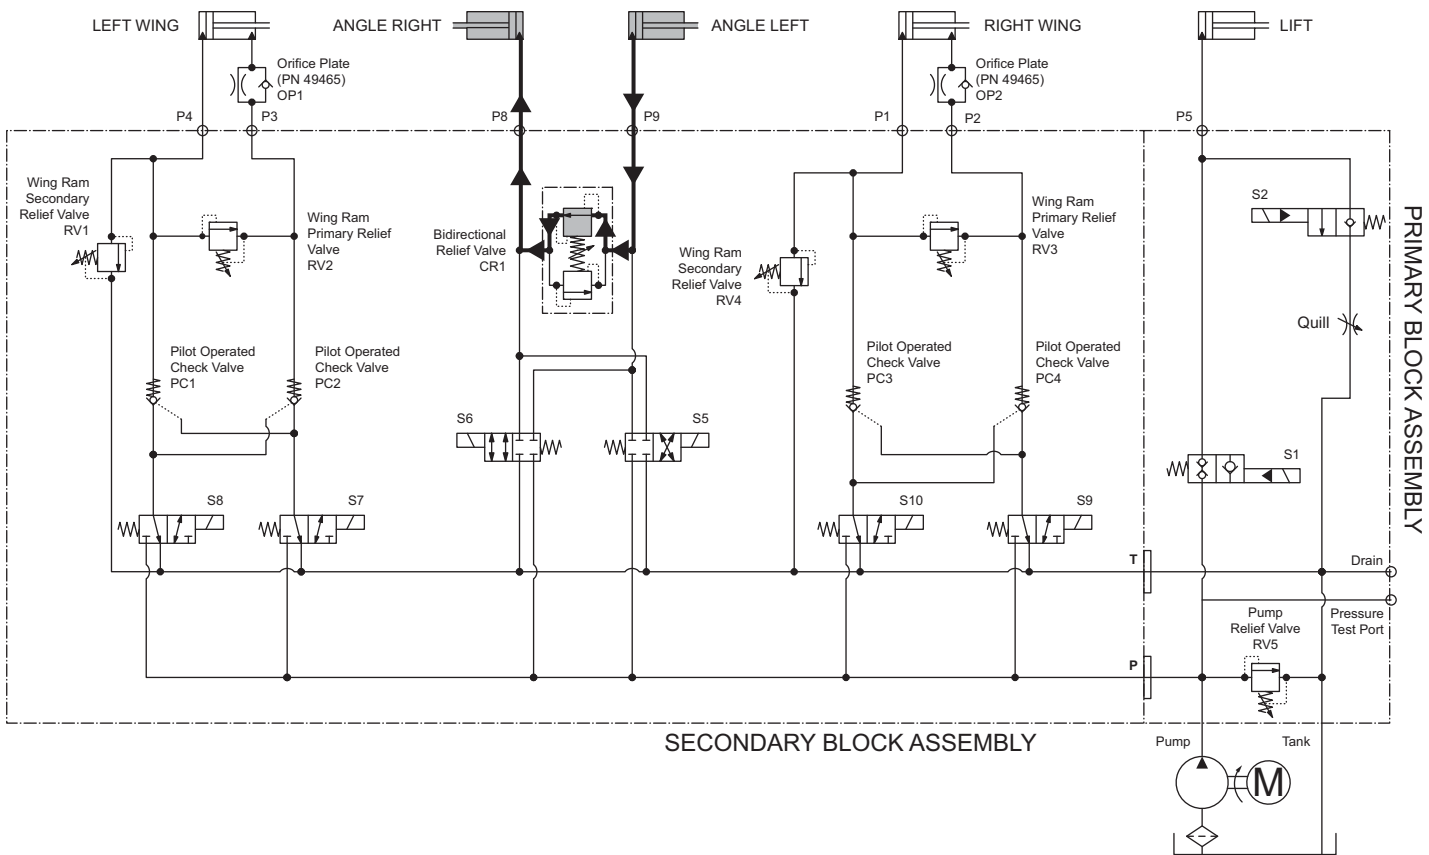 LEFT WING
ANGLE RIGHT
ANGLE LEFT
RIGHT WING
LIFT
Orifice Plate
(PN 49465)
OP1
Orifice Plate
(PN 49465)
OP2
P4
P3
P8
P9
P1
P2
P5
Wing Ram
Secondary
Relief Valve
RV1
Wing Ram
Primary Relief
Valve
RV2
Bidirectional
Relief Valve
CR1
Wing Ram
Secondary
Relief Valve
RV4
Wing Ram
Primary Relief
Valve
RV3
S2
Quill
PRIMARY BLOCK ASSEMBLY
Pilot Operated
Check Valve
PC1
Pilot Operated
Check Valve
PC2
Pilot Operated
Check Valve
PC3
Pilot Operated
Check Valve
PC4
S6
S5
S1
S8
S7
S10
S9
T
Drain
Pressure
Test Port
Pump
Relief Valve
RV5
P
SECONDARY BLOCK ASSEMBLY
Pump
Tank
M